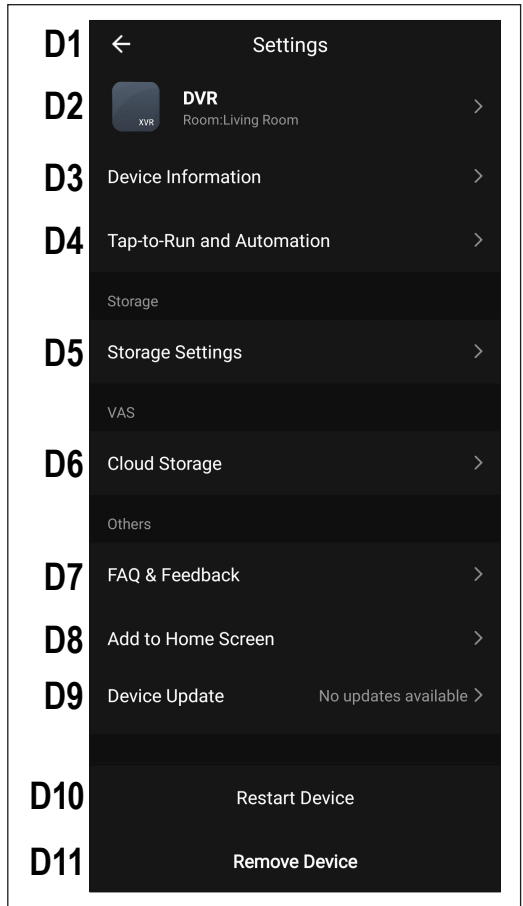 D1 Settings
D2 DVR
XVR Room:Living Room
D3 Device Information
D4 Tap-to-Run and Automation
Storage
D5 Storage Settings
VAS
D6 Cloud Storage
Others
D7 FAQ & Feedback
D8 Add to Home Screen
D9 Device Update No updates available
D10 Restart Device
D11 Remove Device